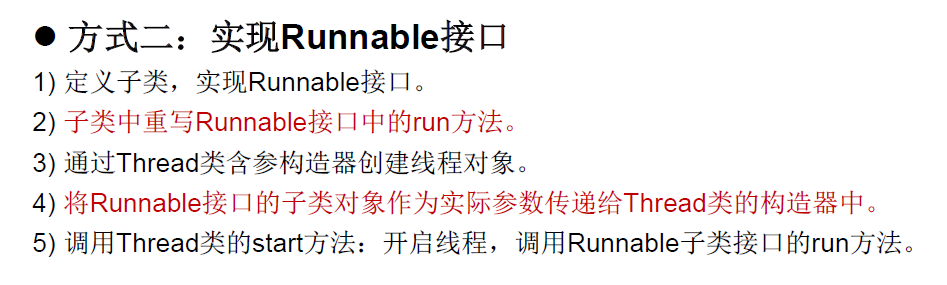 ● 方式二：实现Runnable接口
1) 定义子类，实现Runnable接口。
2) 子类中重写Runnable接口中的run方法。
3) 通过Thread类含参构造器创建线程对象。
4) 将Runnable接口的子类对象作为实际参数传递给Thread类的构造器中。
5) 调用Thread类的start方法：开启线程，调用Runnable子类接口的run方法。